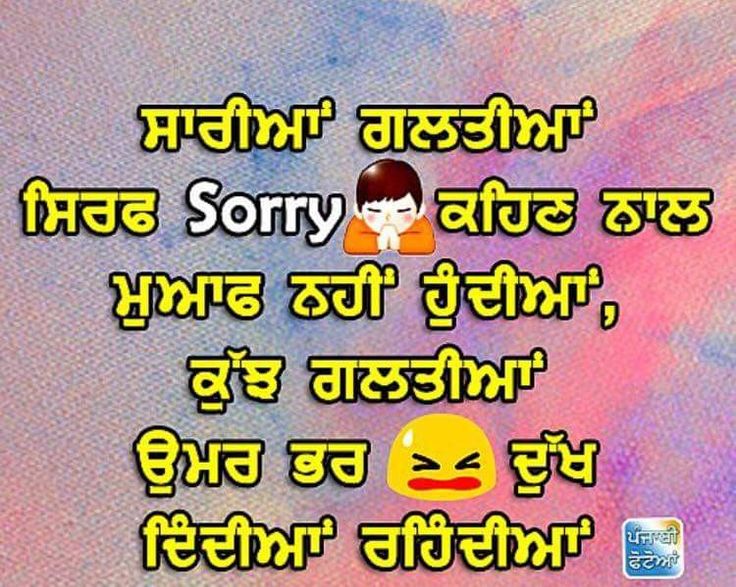 ਸਾਰੀਆਂ ਗਲਤੀਆਂ
ਸਿਰਫ Sorry ਕਹਿਣ ਨਾਲ
ਮੁਆਫ ਨਹੀਂ ਹੁੰਦੀਆਂ,
ਕੁੱਝ ਗਲਤੀਆਂ
ਉਮਰ ਭਰ ਦੁੱਖ
ਦਿੰਦੀਆਂ ਰਹਿੰਦੀਆਂ
ਪੰਜਾਬੀ
ਫੋਟੋਆਂ